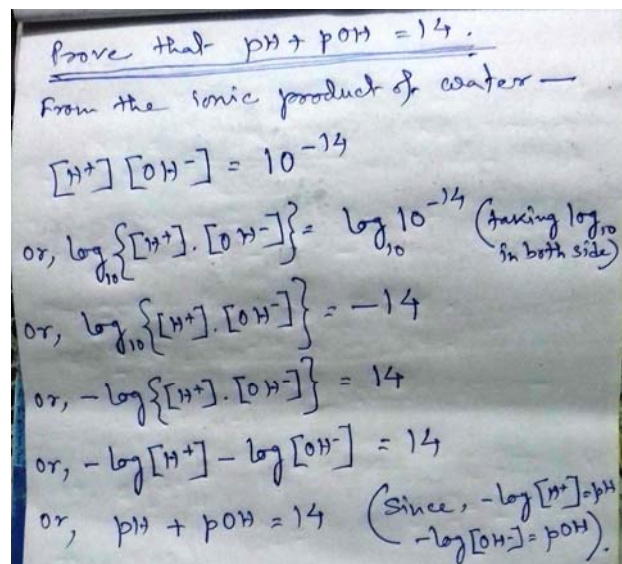 Prove that pH + pOH = 14.
From the ionic product of water —
[H+] [OH-] = 10-14
or, log10{[H+].[OH-]} = log10 10-14 (taking log10
in both side)
or, log10{[H+].[OH-]} = -14
or, -log{[H+].[OH-]} = 14
or, -log[H+] - log[OH-] = 14
or, pH + pOH = 14 (Since, -log[H+]=pH
-log[OH-]=pOH).